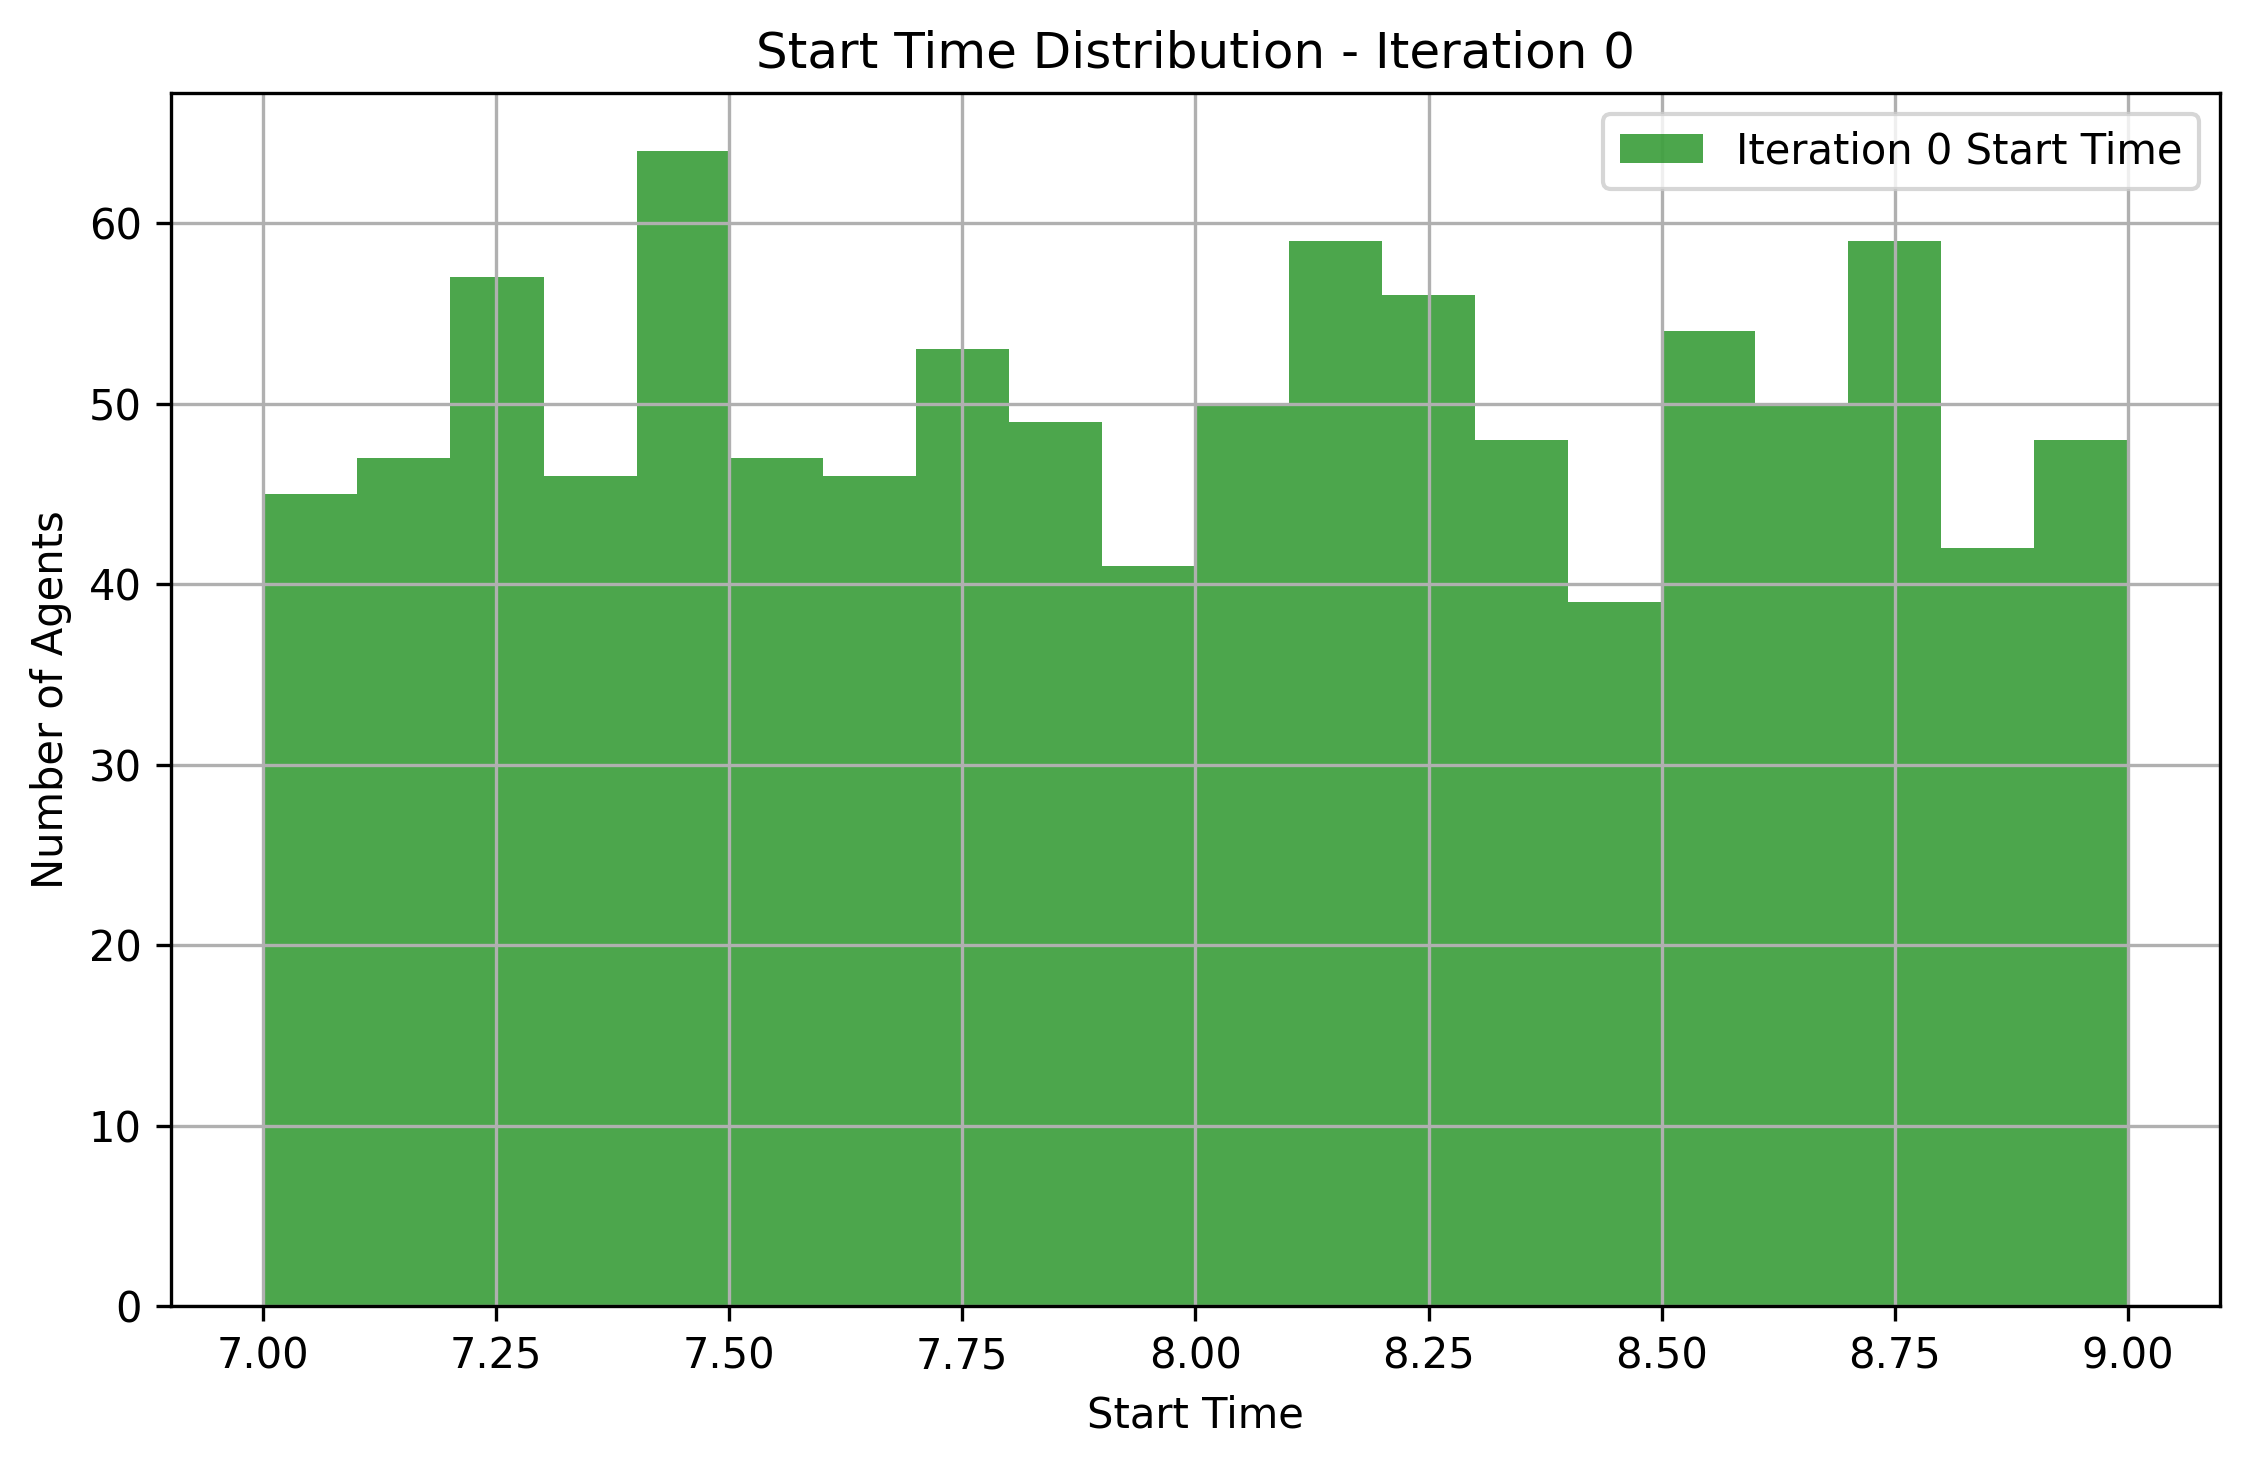 Start Time Distribution - Iteration 0
Iteration 0 Start Time
Number of Agents
60
50
40
30
20
10
0
7.00 7.25 7.50 7.75 8.00 8.25 8.50 8.75 9.00
Start Time